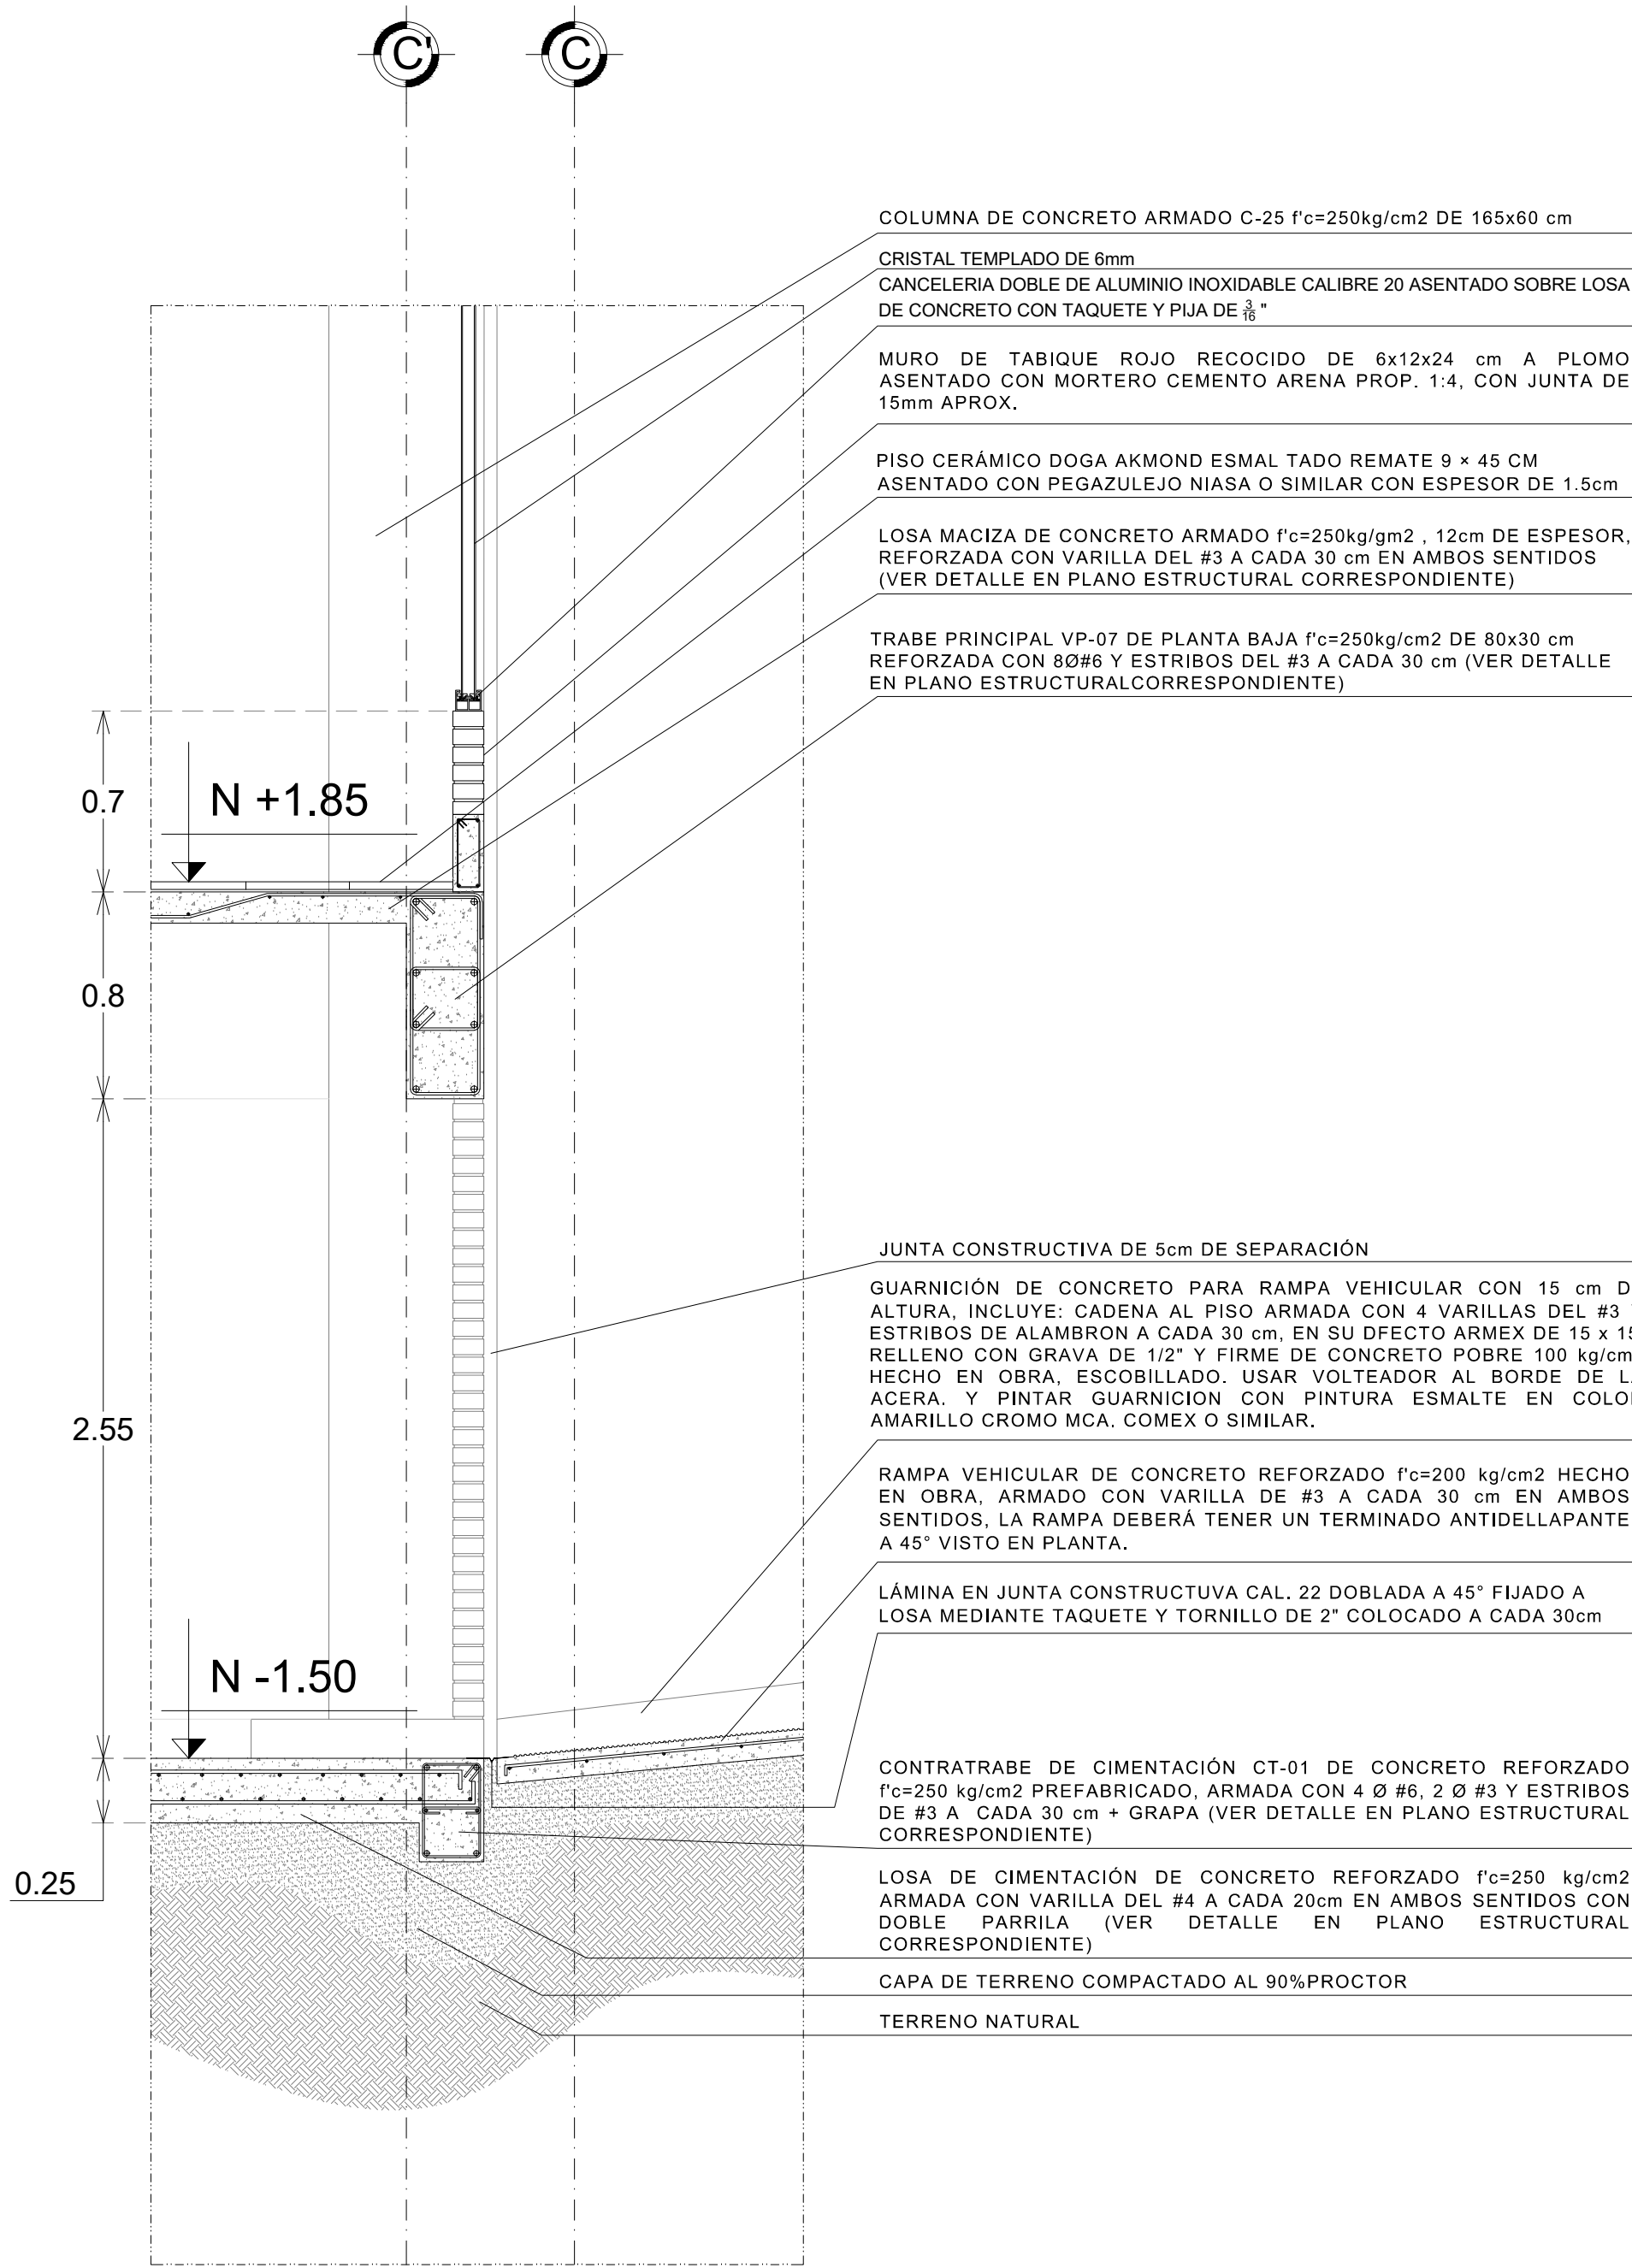 C' C
COLUMNA DE CONCRETO ARMADO C-25 f'c=250kg/cm2 DE 165x60 cm
CRISTAL TEMPLADO DE 6mm
CANCELERIA DOBLE DE ALUMINIO INOXIDABLE CALIBRE 20 ASENTADO SOBRE LOSA
DE CONCRETO CON TAQUETE Y PIJA DE 3/16 "
MURO DE TABIQUE ROJO RECOCIDO DE 6x12x24 cm A PLOMO
ASENTADO CON MORTERO CEMENTO ARENA PROP. 1:4, CON JUNTA DE
15mm APROX.
PISO CERÁMICO DOGA AKMOND ESMAL TADO REMATE 9 × 45 CM
ASENTADO CON PEGAZULEJO NIASA O SIMILAR CON ESPESOR DE 1.5cm
LOSA MACIZA DE CONCRETO ARMADO f'c=250kg/gm2 , 12cm DE ESPESOR,
REFORZADA CON VARILLA DEL #3 A CADA 30 cm EN AMBOS SENTIDOS
(VER DETALLE EN PLANO ESTRUCTURAL CORRESPONDIENTE)
TRABE PRINCIPAL VP-07 DE PLANTA BAJA f'c=250kg/cm2 DE 80x30 cm
REFORZADA CON 8Ø#6 Y ESTRIBOS DEL #3 A CADA 30 cm (VER DETALLE
EN PLANO ESTRUCTURALCORRESPONDIENTE)
0.7
N +1.85
0.8
JUNTA CONSTRUCTIVA DE 5cm DE SEPARACIÓN
GUARNICIÓN DE CONCRETO PARA RAMPA VEHICULAR CON 15 cm D
ALTURA, INCLUYE: CADENA AL PISO ARMADA CON 4 VARILLAS DEL #3
ESTRIBOS DE ALAMBRON A CADA 30 cm, EN SU DFECTO ARMEX DE 15 x 15
RELLENO CON GRAVA DE 1/2" Y FIRME DE CONCRETO POBRE 100 kg/cm
HECHO EN OBRA, ESCOBILLADO. USAR VOLTEADOR AL BORDE DE L
ACERA. Y PINTAR GUARNICION CON PINTURA ESMALTE EN COLO
AMARILLO CROMO MCA. COMEX O SIMILAR.
2.55
RAMPA VEHICULAR DE CONCRETO REFORZADO f'c=200 kg/cm2 HECHO
EN OBRA, ARMADO CON VARILLA DE #3 A CADA 30 cm EN AMBOS
SENTIDOS, LA RAMPA DEBERÁ TENER UN TERMINADO ANTIDELLAPANTE
A 45° VISTO EN PLANTA.
LÁMINA EN JUNTA CONSTRUCTUVA CAL. 22 DOBLADA A 45° FIJADO A
LOSA MEDIANTE TAQUETE Y TORNILLO DE 2" COLOCADO A CADA 30cm
N -1.50
CONTRATRABE DE CIMENTACIÓN CT-01 DE CONCRETO REFORZADO
f'c=250 kg/cm2 PREFABRICADO, ARMADA CON 4 Ø #6, 2 Ø #3 Y ESTRIBOS
DE #3 A CADA 30 cm + GRAPA (VER DETALLE EN PLANO ESTRUCTURAL
CORRESPONDIENTE)
0.25
LOSA DE CIMENTACIÓN DE CONCRETO REFORZADO f'c=250 kg/cm2
ARMADA CON VARILLA DEL #4 A CADA 20cm EN AMBOS SENTIDOS CON
DOBLE PARRILA (VER DETALLE EN PLANO ESTRUCTURAL
CORRESPONDIENTE)
CAPA DE TERRENO COMPACTADO AL 90%PROCTOR
TERRENO NATURAL